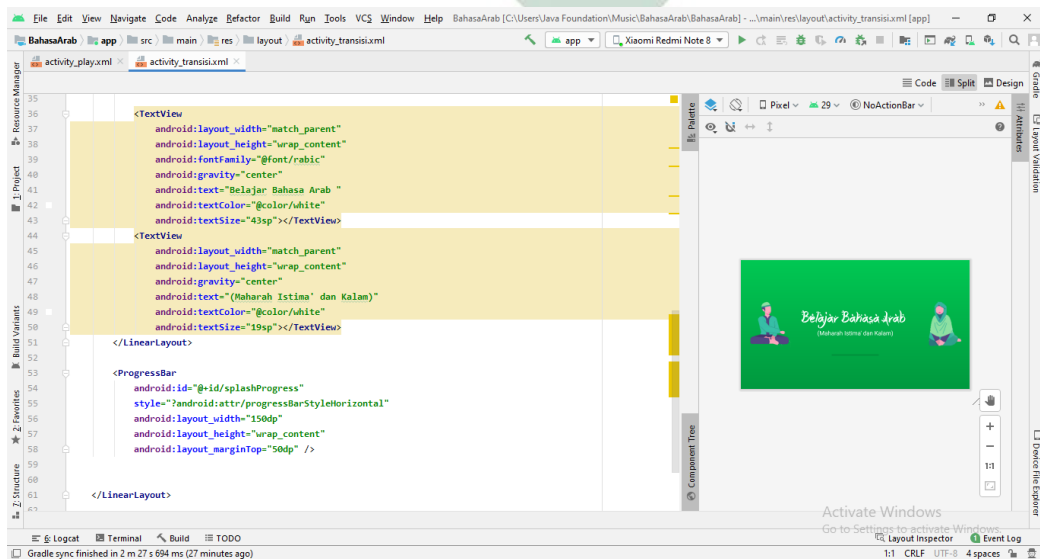 File Edit View Navigate Code Analyze Refactor Build Run Tools VCS Window Help BahasaArab [C:\Users\Java Foundation\Music\BahasaArab\BahasaArab] - ...\main\res\layout\activity_transisi.xml [app]
BahasaArab app src main res layout activity_transisi.xml app Xiaomi Redmi Note 8
activity_play.xml activity_transisi.xml
Code Split Design
Pixel 29 NoActionBar
35
36 <TextView
37 android:layout_width="match_parent"
38 android:layout_height="wrap_content"
39 android:fontFamily="@font/rabic"
40 android:gravity="center"
41 android:text="Belajar Bahasa Arab "
42 android:textColor="@color/white"
43 android:textSize="43sp"></TextView>
44 <TextView
45 android:layout_width="match_parent"
46 android:layout_height="wrap_content"
47 android:gravity="center"
48 android:text="(Maharah Istima' dan Kalam)"
49 android:textColor="@color/white"
50 android:textSize="19sp"></TextView>
51 </LinearLayout>
52
53 <ProgressBar
54 android:id="@+id/splashProgress"
55 style="?android:attr/progressBarStyleHorizontal"
56 android:layout_width="150dp"
57 android:layout_height="wrap_content"
58 android:layout_marginTop="50dp" />
59
60
61 </LinearLayout>
62
Resource Manager
1: Project
Build Variants
2: Favorites
7: Structure
Palette
Component Tree
Belajar Bahasa Arab
(Maharah Istima' dan Kalam)
1:1
Attributes
Gradle
Layout Validation
Device File Explorer
Activate Windows
Go to Settings to activate Windows.
6: Logcat Terminal Build TODO Layout Inspector 1 Event Log
Gradle sync finished in 2 m 27 s 694 ms (27 minutes ago) 1:1 CRLF UTF-8 4 spaces